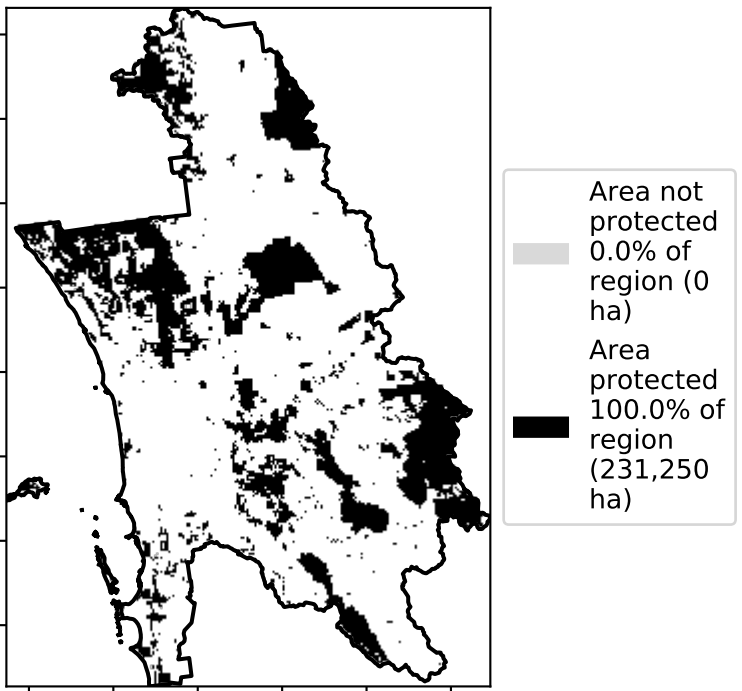 Area not
protected
0.0% of
region (0
ha)
Area
protected
100.0% of
region
(231,250
ha)